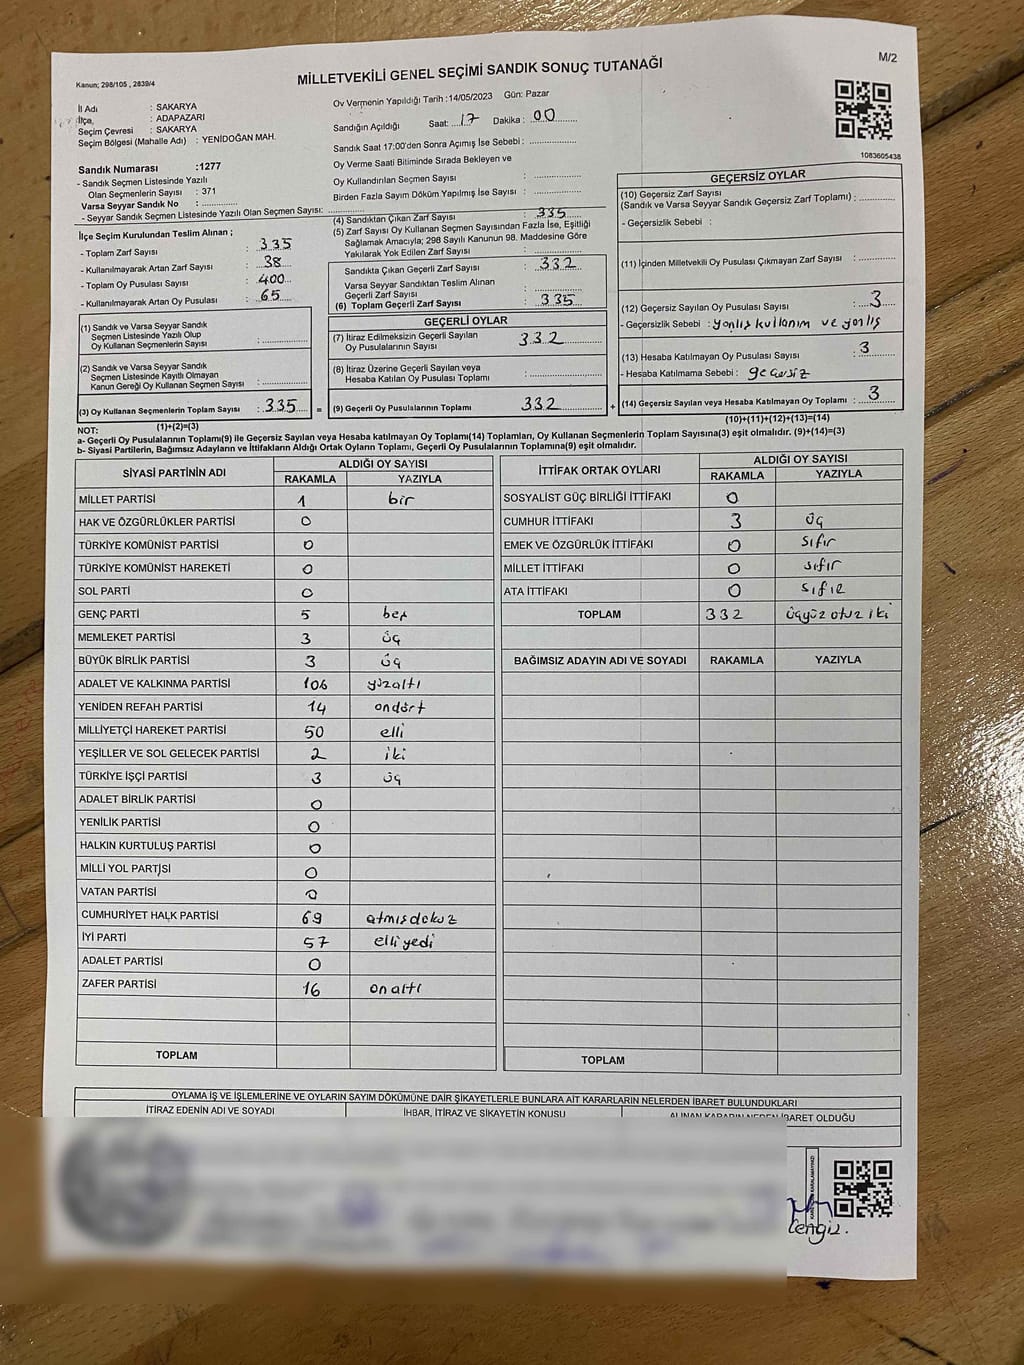 Kanun; 298/105 , 2839/4
M/2
MİLLETVEKİLİ GENEL SEÇİMİ SANDIK SONUÇ TUTANAĞI
İl Adı : SAKARYA
İlçe, : ADAPAZARI
Seçim Çevresi : SAKARYA
Seçim Bölgesi (Mahalle Adı) : YENİDOĞAN MAH.
Oy Vermenin Yapıldığı Tarih :14/05/2023 Gün: Pazar
Sandığın Açıldığı Saat: 17 Dakika : 00
Sandık Saat 17:00'den Sonra Açımış İse Sebebi :
Oy Verme Saati Bitiminde Sırada Bekleyen ve
Oy Kullandırılan Seçmen Sayısı :
Birden Fazla Sayım Döküm Yapılmış İse Sayısı :
1083605438
Sandık Numarası :1277
- Sandık Seçmen Listesinde Yazılı
Olan Seçmenlerin Sayısı : 371
Varsa Seyyar Sandık No :
- Seyyar Sandık Seçmen Listesinde Yazılı Olan Seçmen Sayısı:
İlçe Seçim Kurulundan Teslim Alınan ;
- Toplam Zarf Sayısı : 335
- Kullanılmayarak Artan Zarf Sayısı : 38
- Toplam Oy Pusulası Sayısı : 400
- Kullanılmayarak Artan Oy Pusulası : 65
(1) Sandık ve Varsa Seyyar Sandık
Seçmen Listesinde Yazılı Olup
Oy Kullanan Seçmenlerin Sayısı :
(2) Sandık ve Varsa Seyyar Sandık
Seçmen Listesinde Kayıtlı Olmayan
Kanun Gereği Oy Kullanan Seçmen Sayısı :
(3) Oy Kullanan Seçmenlerin Toplam Sayısı : 335
(1)+(2)=(3)
(4) Sandıktan Çıkan Zarf Sayısı : 335
(5) Zarf Sayısı Oy Kullanan Seçmen Sayısından Fazla İse, Eşitliği
Sağlamak Amacıyla; 298 Sayılı Kanunun 98. Maddesine Göre
Yakılarak Yok Edilen Zarf Sayısı :
Sandıkta Çıkan Geçerli Zarf Sayısı : 332
Varsa Seyyar Sandıktan Teslim Alınan
Geçerli Zarf Sayısı :
(6) Toplam Geçerli Zarf Sayısı : 335
GEÇERLİ OYLAR
(7) İtiraz Edilmeksizin Geçerli Sayılan
Oy Pusulalarının Sayısı : 332
(8) İtiraz Üzerine Geçerli Sayılan veya
Hesaba Katılan Oy Pusulası Toplamı :
= (9) Geçerli Oy Pusulalarının Toplamı 332 +
GEÇERSİZ OYLAR
(10) Geçersiz Zarf Sayısı
(Sandık ve Varsa Seyyar Sandık Geçersiz Zarf Toplamı) :
- Geçersizlik Sebebi :
(11) İçinden Milletvekili Oy Pusulası Çıkmayan Zarf Sayısı :
(12) Geçersiz Sayılan Oy Pusulası Sayısı : 3
- Geçersizlik Sebebi : yanlış kullanım ve yanlış
(13) Hesaba Katılmayan Oy Pusulası Sayısı : 3
- Hesaba Katılmama Sebebi : geçersiz
(14) Geçersiz Sayılan veya Hesaba Katılmayan Oy Toplamı : 3
(10)+(11)+(12)+(13)=(14)
NOT:
a- Geçerli Oy Pusulalarının Toplamı(9) ile Geçersiz Sayılan veya Hesaba katılmayan Oy Toplamı(14) Toplamları, Oy Kullanan Seçmenlerin Toplam Sayısına(3) eşit olmalıdır. (9)+(14)=(3)
b- Siyasi Partilerin, Bağımsız Adayların ve İttifakların Aldığı Ortak Oyların Toplamı, Geçerli Oy Pusulalarının Toplamına(9) eşit olmalıdır.
SİYASİ PARTİNİN ADI ALDIĞI OY SAYISI
RAKAMLA YAZIYLA
MİLLET PARTİSİ 1 bir
HAK VE ÖZGÜRLÜKLER PARTİSİ 0
TÜRKİYE KOMÜNİST PARTİSİ 0
TÜRKİYE KOMÜNİST HAREKETİ 0
SOL PARTİ 0
GENÇ PARTİ 5 beş
MEMLEKET PARTİSİ 3 üç
BÜYÜK BİRLİK PARTİSİ 3 üç
ADALET VE KALKINMA PARTİSİ 106 yüzaltı
YENİDEN REFAH PARTİSİ 14 ondört
MİLLİYETÇİ HAREKET PARTİSİ 50 elli
YEŞİLLER VE SOL GELECEK PARTİSİ 2 iki
TÜRKİYE İŞÇİ PARTİSİ 3 üç
ADALET BİRLİK PARTİSİ 0
YENİLİK PARTİSİ 0
HALKIN KURTULUŞ PARTİSİ 0
MİLLİ YOL PARTİSİ 0
VATAN PARTİSİ 0
CUMHURİYET HALK PARTİSİ 69 atmışdokuz
İYİ PARTİ 57 elliyedi
ADALET PARTİSİ 0
ZAFER PARTİSİ 16 onaltı
TOPLAM
İTTİFAK ORTAK OYLARI ALDIĞI OY SAYISI
RAKAMLA YAZIYLA
SOSYALİST GÜÇ BİRLİĞİ İTTİFAKI 0
CUMHUR İTTİFAKI 3 üç
EMEK VE ÖZGÜRLÜK İTTİFAKI 0 sıfır
MİLLET İTTİFAKI 0 sıfır
ATA İTTİFAKI 0 sıfır
TOPLAM 332 üçyüz otuz iki
BAĞIMSIZ ADAYIN ADI VE SOYADI RAKAMLA YAZIYLA
TOPLAM
OYLAMA İŞ VE İŞLEMLERİNE VE OYLARIN SAYIM DÖKÜMÜNE DAİR ŞİKAYETLERLE BUNLARA AİT KARARLARIN NELERDEN İBARET BULUNDUKLARI
İTİRAZ EDENİN ADI VE SOYADI İHBAR, İTİRAZ VE ŞİKAYETİN KONUSU ALINAN KARARIN NEDEN İBARET OLDUĞU
Cengiz.